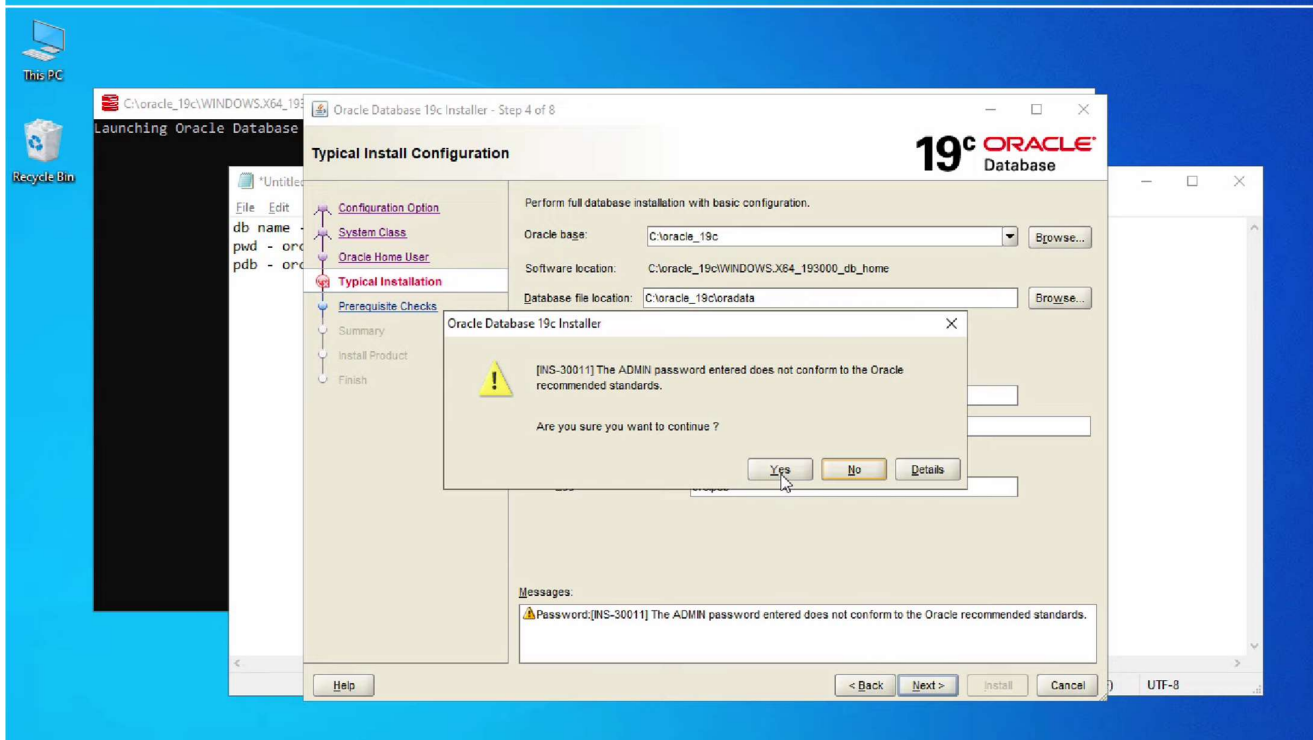 This PC
Recycle Bin
C:\oracle_19c\WINDOWS.X64_193
Launching Oracle Database
*Untitled
File Edit
db name -
pwd - orc
pdb - orc
Oracle Database 19c Installer - Step 4 of 8
Typical Install Configuration
19c ORACLE
Database
Configuration Option
System Class
Oracle Home User
Typical Installation
Prerequisite Checks
Summary
Install Product
Finish
Perform full database installation with basic configuration.
Oracle base: C:\oracle_19c Browse...
Software location: C:\oracle_19c\WINDOWS.X64_193000_db_home
Database file location: C:\oracle_19c\oradata Browse...
Oracle Database 19c Installer
[INS-30011] The ADMIN password entered does not conform to the Oracle
recommended standards.
Are you sure you want to continue ?
Yes No Details
Messages:
Password:[INS-30011] The ADMIN password entered does not conform to the Oracle recommended standards.
Help < Back Next > Install Cancel
UTF-8